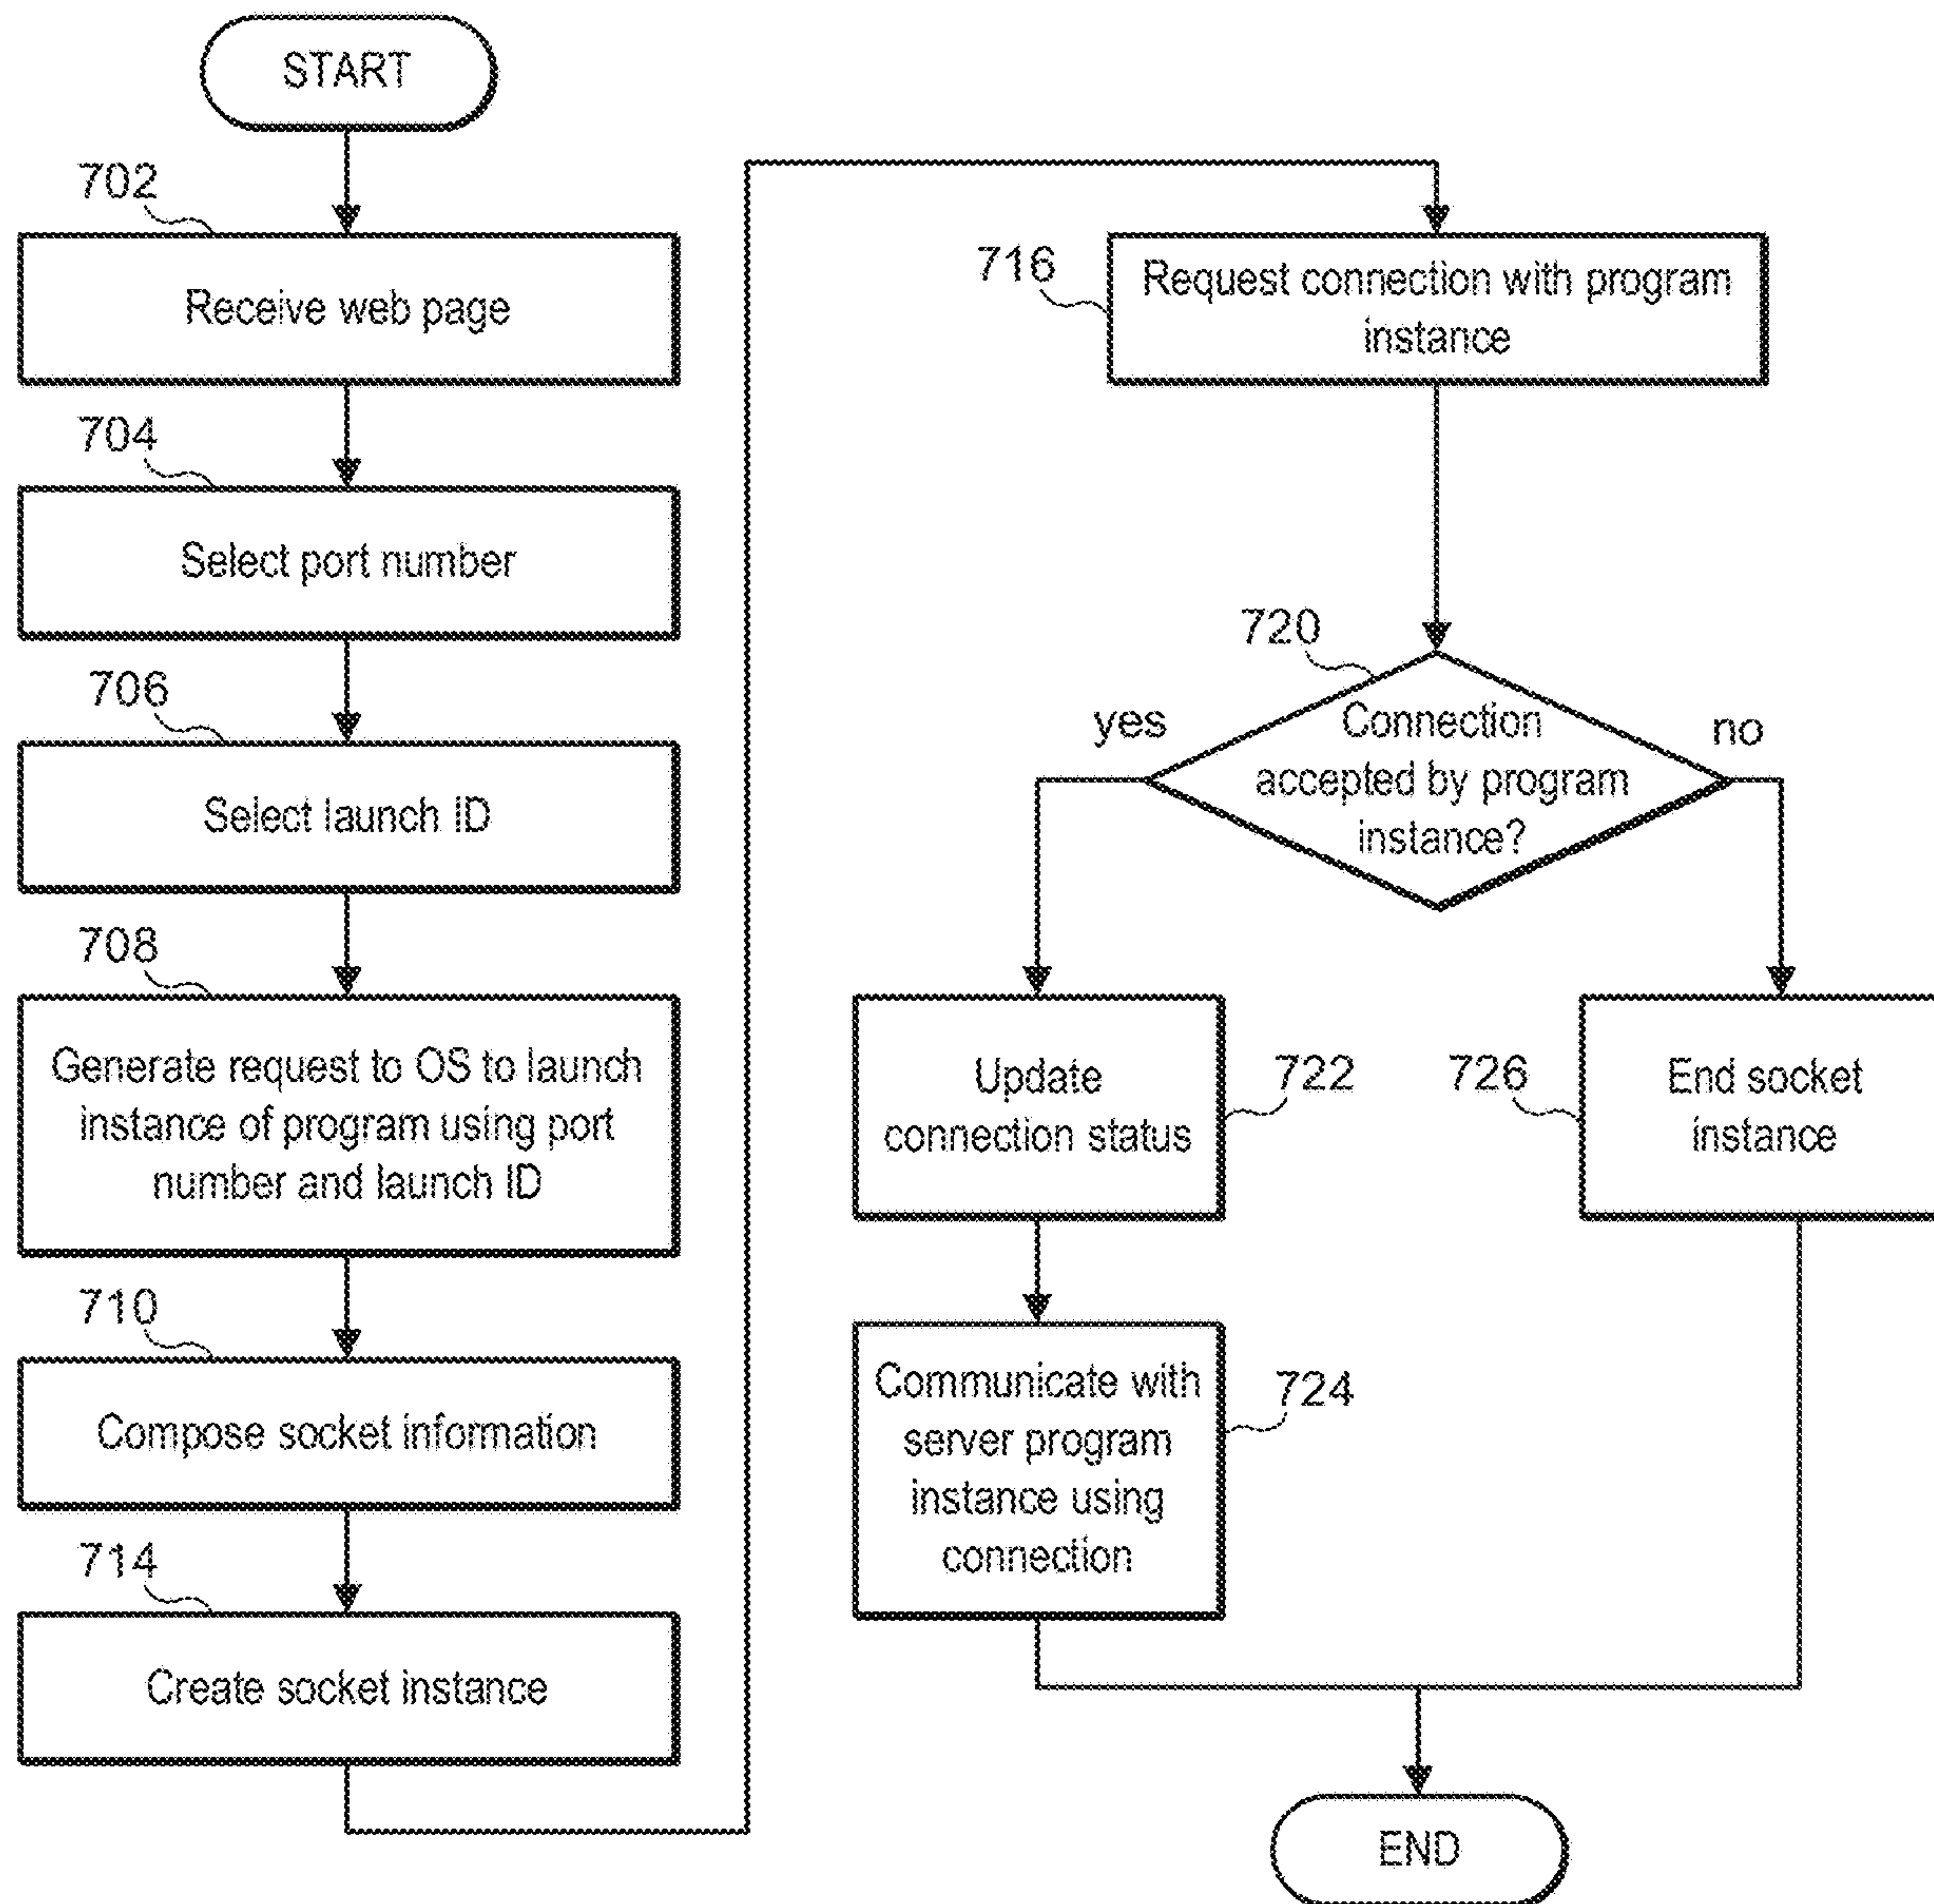 START
702
Receive web page
704
Select port number
706
Select launch ID
708
Generate request to OS to launch
instance of program using port
number and launch ID
710
Compose socket information
714
Create socket instance
716
Request connection with program
instance
720
yes
Connection
accepted by program
instance?
no
Update
connection status
722
Communicate with
server program
instance using
connection
724
726
End socket
instance
END